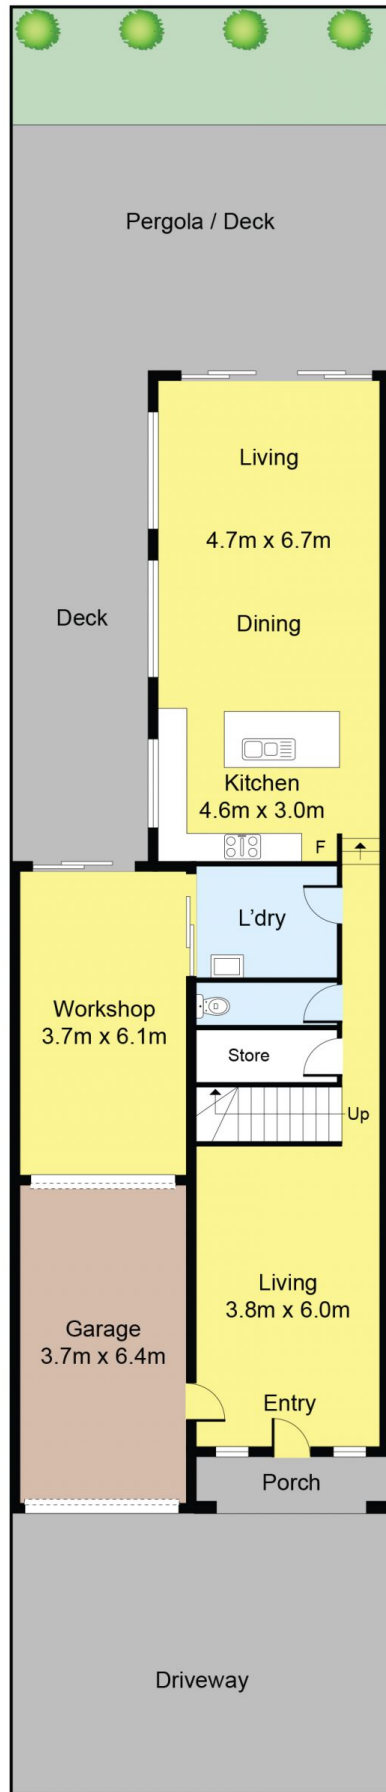 Pergola / Deck
Living
4.7m x 6.7m
Deck
Dining
Kitchen
4.6m x 3.0m
F
L'dry
Workshop
3.7m x 6.1m
Store
Up
Living
3.8m x 6.0m
Garage
3.7m x 6.4m
Entry
Porch
Driveway